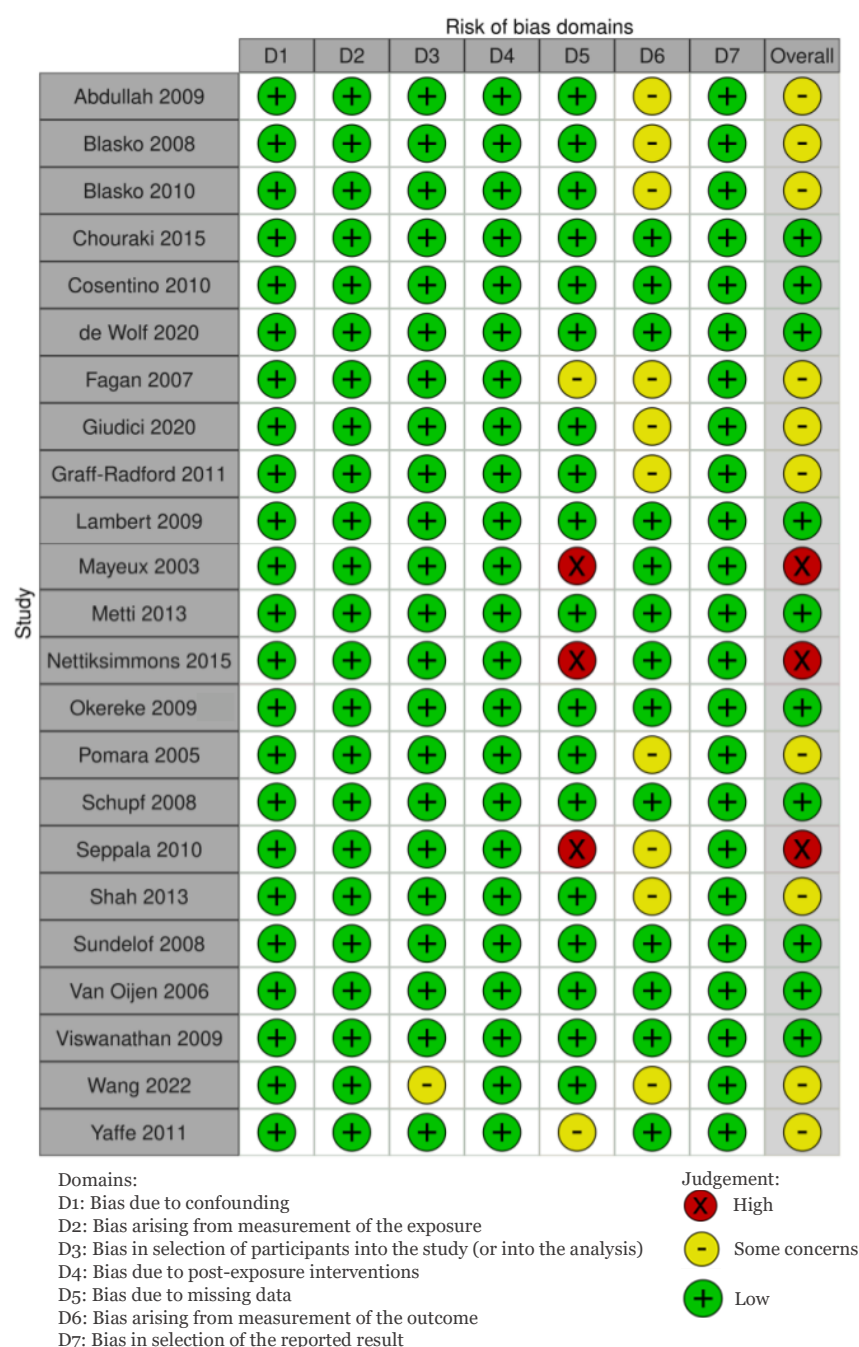 Risk of bias domains
D1 D2 D3 D4 D5 D6 D7 Overall
Study
Abdullah 2009 + + + + + - + -
Blasko 2008 + + + + + - + -
Blasko 2010 + + + + + - + -
Chouraki 2015 + + + + + + + +
Cosentino 2010 + + + + + + + +
de Wolf 2020 + + + + + + + +
Fagan 2007 + + + + - - + -
Giudici 2020 + + + + + - + -
Graff-Radford 2011 + + + + + - + -
Lambert 2009 + + + + + + + +
Mayeux 2003 + + + + X + + X
Metti 2013 + + + + + + + +
Nettiksimmons 2015 + + + + X + + X
Okereke 2009 + + + + + + + +
Pomara 2005 + + + + + - + -
Schupf 2008 + + + + + + + +
Seppala 2010 + + + + X - + X
Shah 2013 + + + + + - + -
Sundelof 2008 + + + + + + + +
Van Oijen 2006 + + + + + + + +
Viswanathan 2009 + + + + + + + +
Wang 2022 + + - + + - + -
Yaffe 2011 + + + + - + + -
Domains:
D1: Bias due to confounding
D2: Bias arising from measurement of the exposure
D3: Bias in selection of participants into the study (or into the analysis)
D4: Bias due to post-exposure interventions
D5: Bias due to missing data
D6: Bias arising from measurement of the outcome
D7: Bias in selection of the reported result
Judgement:
X High
- Some concerns
+ Low